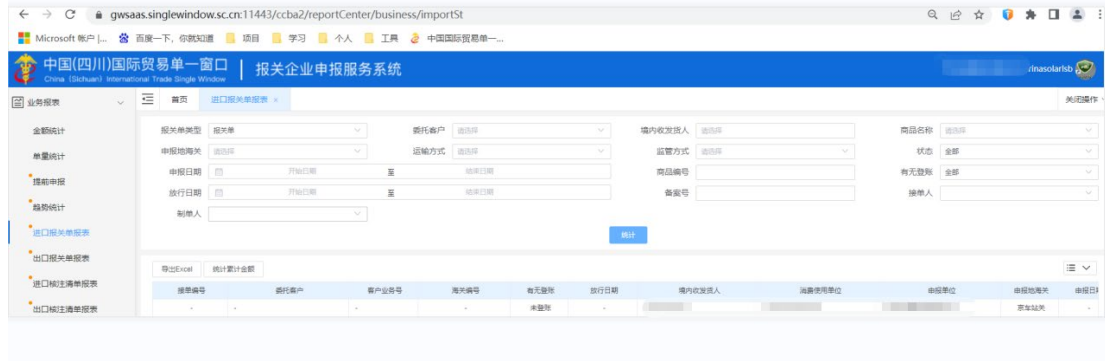 gwsaas.singlewindow.sc.cn:11443/ccba2/reportCenter/business/importSt
Microsoft 帐户 |... 百度一下，你就知道 项目 学习 个人 工具 中国国际贸易单一...
中国(四川)国际贸易单一窗口 | 报关企业申报服务系统
China (Sichuan) International Trade Single Window
rinasolarlsb
业务报表 首页 进口报关单报表 × 关闭操作
金额统计
单量统计
提前申报
趋势统计
进口报关单报表
出口报关单报表
进口核注清单报表
出口核注清单报表
报关单类型 报关单 委托客户 请选择 境内收发货人 请选择 商品名称 请选择
申报地海关 请选择 运输方式 请选择 监管方式 请选择 状态 全部
申报日期 开始日期 至 结束日期 商品编号 有无登账 全部
放行日期 开始日期 至 结束日期 备案号 接单人
制单人
统计
导出Excel 统计累计金额
接单编号 委托客户 客户业务号 海关编号 有无登账 放行日期 境内收发货人 消费使用单位 申报单位 申报地海关 申报日期
- - - - 未登账 - 京车站关 -